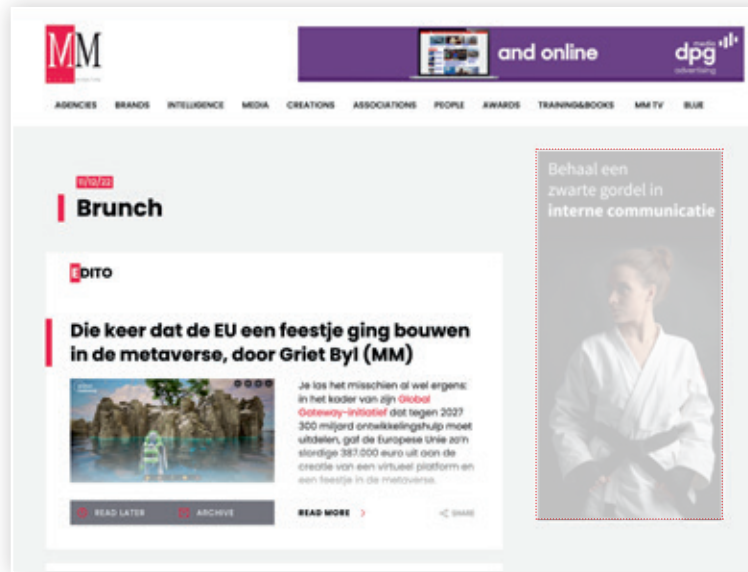 MM
and online
dpg
media
advertising
AGENCIES BRANDS INTELLIGENCE MEDIA CREATIONS ASSOCIATIONS PEOPLE AWARDS TRAINING&BOOKS MM TV BLUE
11/12/22
Brunch
EDITO
Die keer dat de EU een feestje ging bouwen
in de metaverse, door Griet Byl (MM)
Je las het misschien al wel ergens:
in het kader van zijn Global
Gateway-initiatief dat tegen 2027
300 miljard ontwikkelingshulp moet
uitdelen, gaf de Europese Unie zo'n
slordige 387.000 euro uit aan de
creatie van een virtueel platform en
een feestje in de metaverse.
READ LATER ARCHIVE READ MORE SHARE
Behaal een
zwarte gordel in
interne communicatie